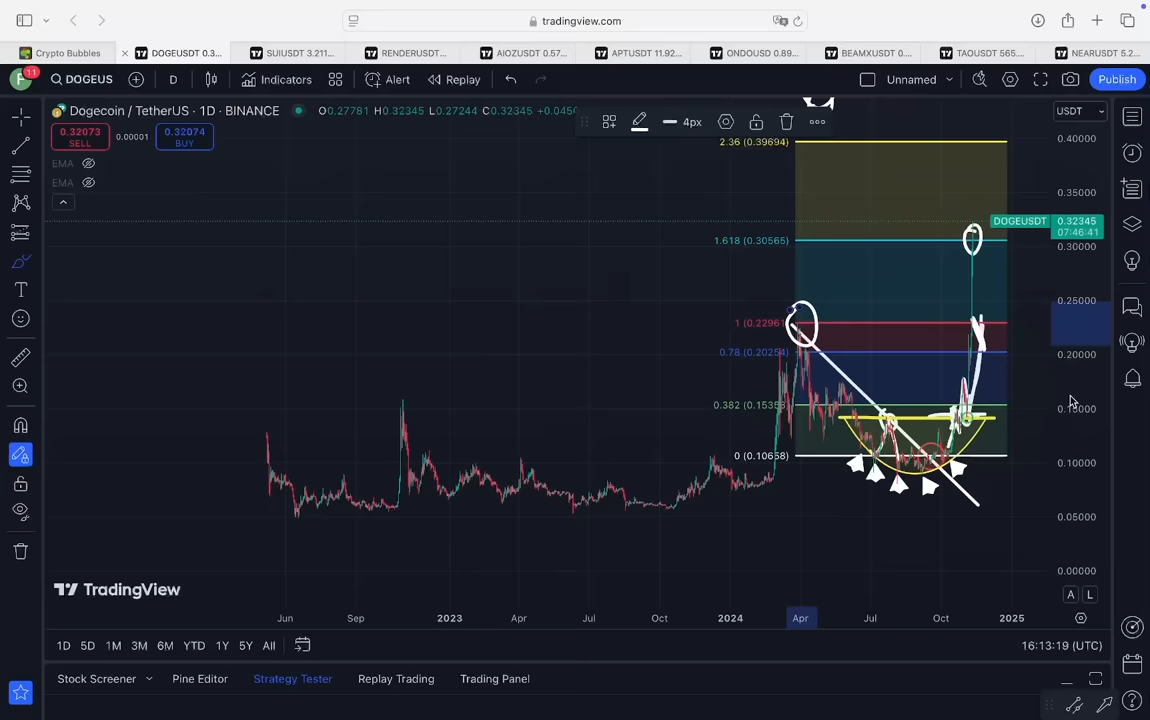 tradingview.com
Crypto Bubbles
DOGEUSDT 0.3...
SUIUSDT 3.211...
RENDERUSDT...
AIOZUSDT 0.57...
APTUSDT 11.92...
ONDOUSD 0.89...
BEAMXUSDT 0....
TAOUSDT 565....
NEARUSDT 5.2...
F 11
DOGEUS
D
Indicators
Alert
Replay
Unnamed
Publish
Dogecoin / TetherUS · 1D · BINANCE
O0.27781 H0.32345 L0.27244 C0.32345
4px
USDT
0.32073
SELL
0.00001
0.32074
BUY
EMA
EMA
2.36 (0.39694)
1.618 (0.30565)
1 (0.22961)
0.78 (0.20254)
0.382 (0.15358)
0 (0.10658)
DOGEUSDT
0.32345
07:46:41
0.40000
0.35000
0.30000
0.25000
0.20000
0.15000
0.10000
0.05000
0.00000
TradingView
A L
Jun Sep 2023 Apr Jul Oct 2024 Apr Jul Oct 2025
1D 5D 1M 3M 6M YTD 1Y 5Y All
16:13:19 (UTC)
Stock Screener
Pine Editor
Strategy Tester
Replay Trading
Trading Panel